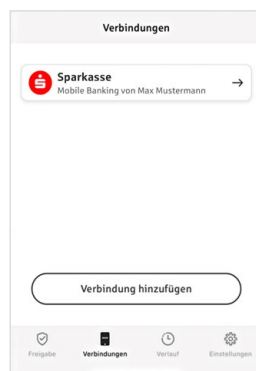 Verbindungen
Sparkasse
Mobile Banking von Max Mustermann
Verbindung hinzufügen
Freigabe Verbindungen Verlauf Einstellungen